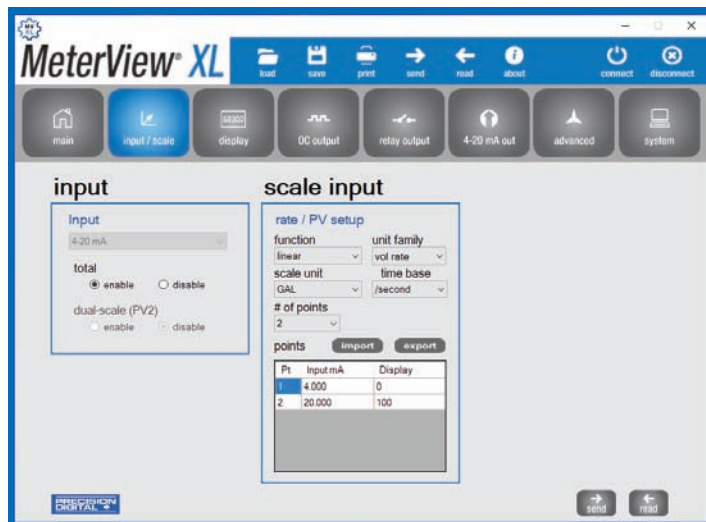 MeterView® XL
load save print send read about connect disconnect
main input / scale display OC output relay output 4-20 mA out advanced system
input
Input
4-20 mA
total
enable disable
dual-scale (PV2)
enable disable
scale input
rate / PV setup
function unit family
linear vol rate
scale unit time base
GAL /second
# of points
2
points import export
Pt Input mA Display
1 4.000 0
2 20.000 100
PRECISION
DIGITAL
send read